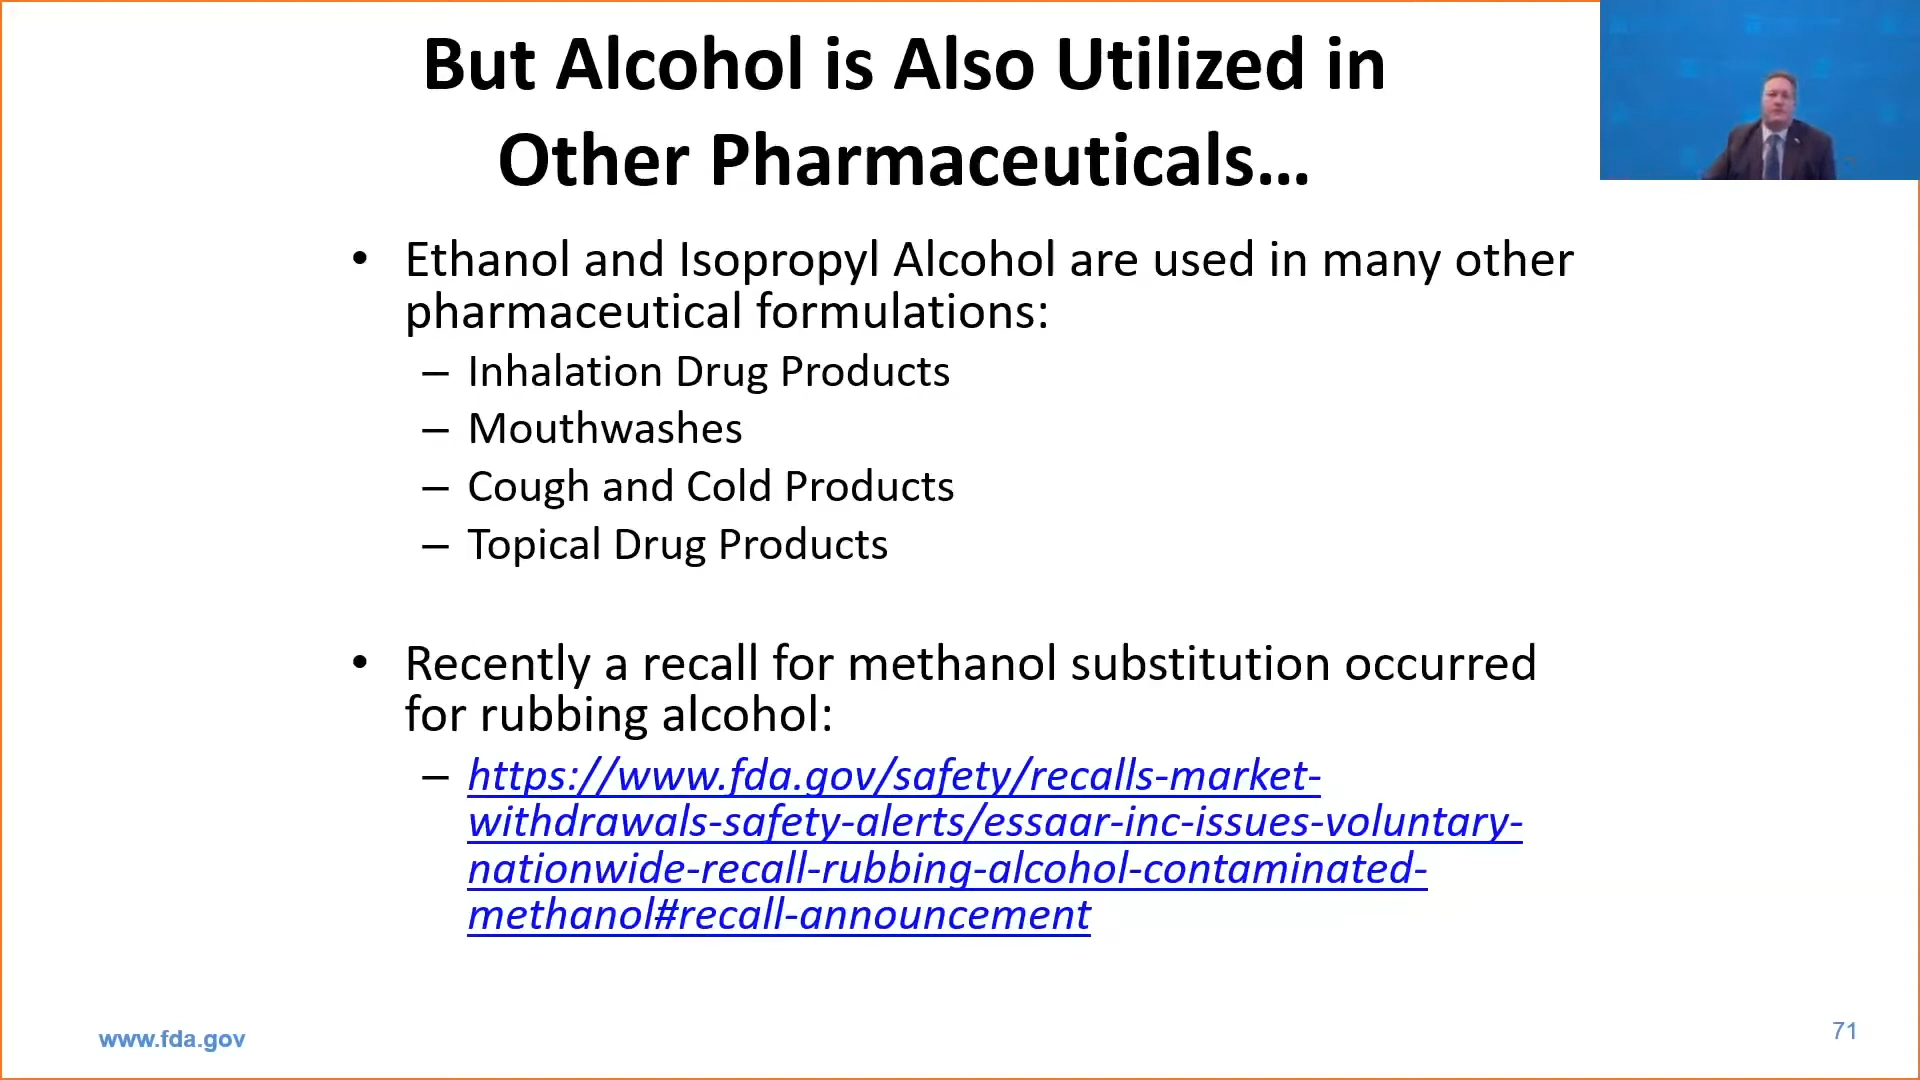 But Alcohol is Also Utilized in
Other Pharmaceuticals…
• Ethanol and Isopropyl Alcohol are used in many other
pharmaceutical formulations:
– Inhalation Drug Products
– Mouthwashes
– Cough and Cold Products
– Topical Drug Products
• Recently a recall for methanol substitution occurred
for rubbing alcohol:
– https://www.fda.gov/safety/recalls-market-
withdrawals-safety-alerts/essaar-inc-issues-voluntary-
nationwide-recall-rubbing-alcohol-contaminated-
methanol#recall-announcement
www.fda.gov
71